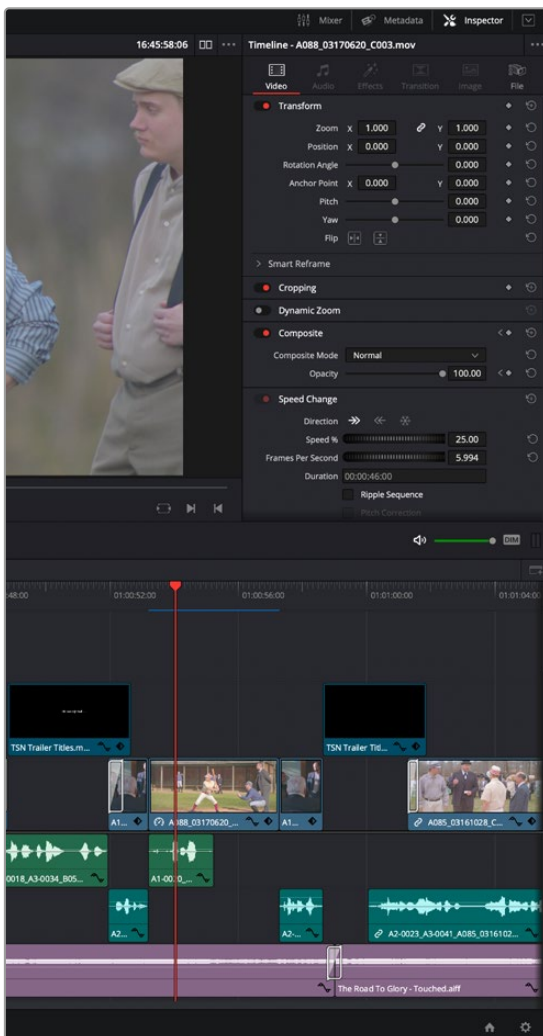 Mixer Metadata Inspector
16:45:58:06 Timeline - A088_03170620_C003.mov
Video Audio Effects Transition Image File
Transform
Zoom X 1.000 Y 1.000
Position X 0.000 Y 0.000
Rotation Angle 0.000
Anchor Point X 0.000 Y 0.000
Pitch 0.000
Yaw 0.000
Flip
> Smart Reframe
Cropping
Dynamic Zoom
Composite
Composite Mode Normal
Opacity 100.00
Speed Change
Direction
Speed % 25.00
Frames Per Second 5.994
Duration 00:00:46:00
Ripple Sequence
Pitch Correction
DIM
:48:00 01:00:52:00 01:00:56:00 01:01:00:00 01:01:04:00
TSN Trailer Titles.m... TSN Trailer Titl...
A1... A088_03170620_... A1... A085_03161028_C...
0018_A3-0034_B05... A1-0020_...
A2... A2-... A2-0023_A3-0041_A085_0316102...
The Road To Glory - Touched.aiff